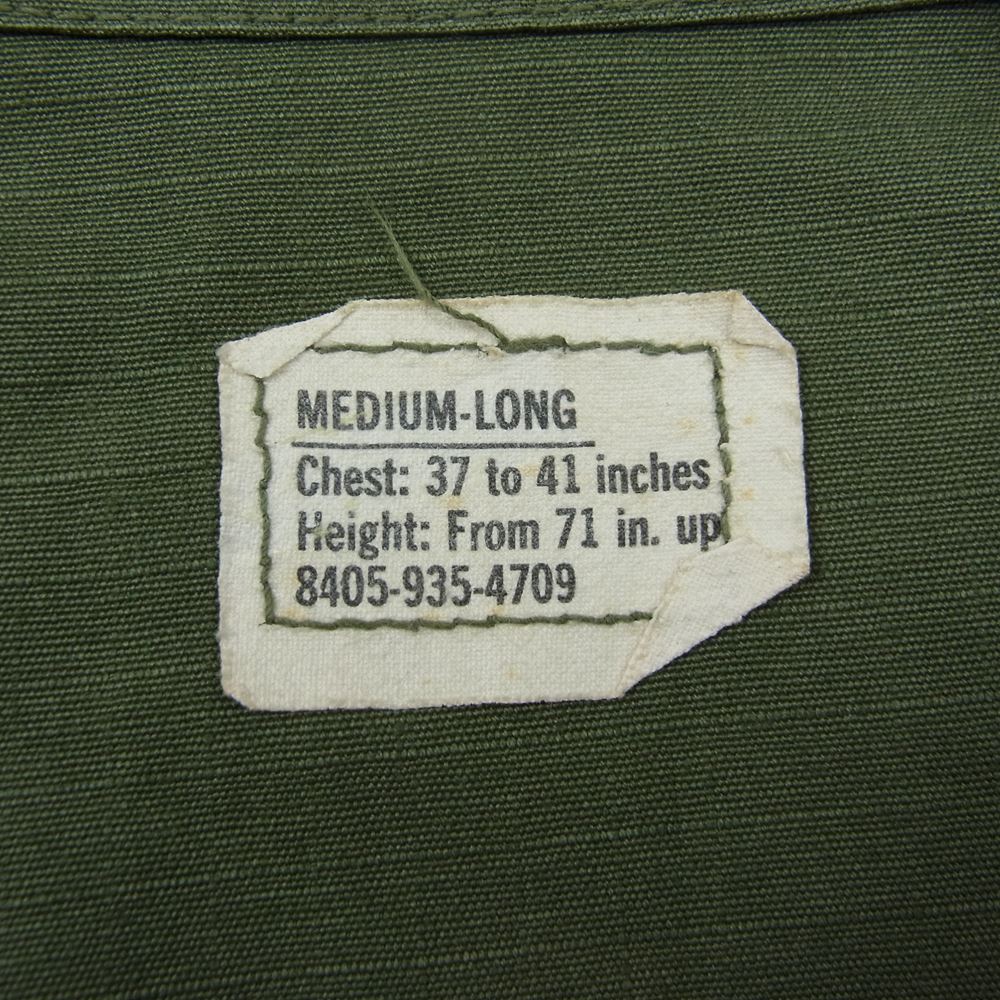 MEDIUM-LONG
Chest: 37 to 41 inches
Height: From 71 in. up
8405-935-4709